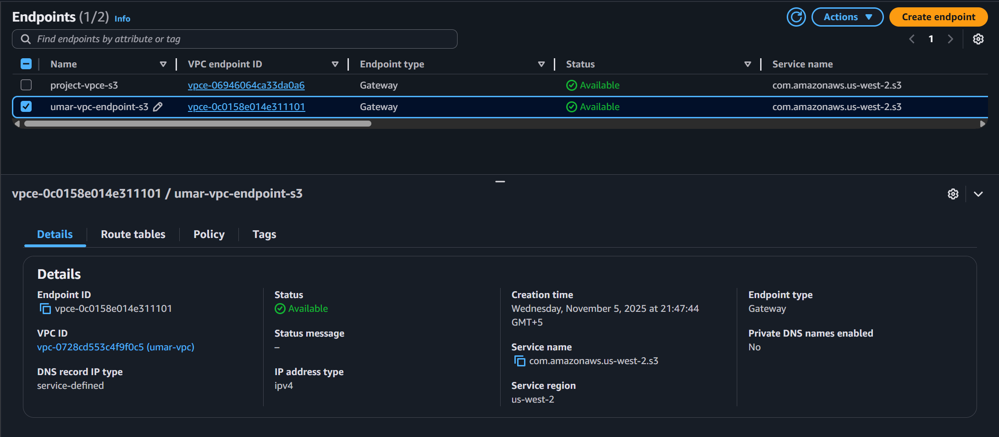 Endpoints (1/2) Info
Actions
Create endpoint
Find endpoints by attribute or tag
1
Name
VPC endpoint ID
Endpoint type
Status
Service name
project-vpce-s3
vpce-06946064ca33da0a6
Gateway
Available
com.amazonaws.us-west-2.s3
umar-vpc-endpoint-s3
vpce-0c0158e014e311101
Gateway
Available
com.amazonaws.us-west-2.s3
vpce-0c0158e014e311101 / umar-vpc-endpoint-s3
Details
Route tables
Policy
Tags
Details
Endpoint ID
vpce-0c0158e014e311101
VPC ID
vpc-0728cd553c4f9f0c5 (umar-vpc)
DNS record IP type
service-defined
Status
Available
Status message
–
IP address type
ipv4
Creation time
Wednesday, November 5, 2025 at 21:47:44
GMT+5
Service name
com.amazonaws.us-west-2.s3
Service region
us-west-2
Endpoint type
Gateway
Private DNS names enabled
No